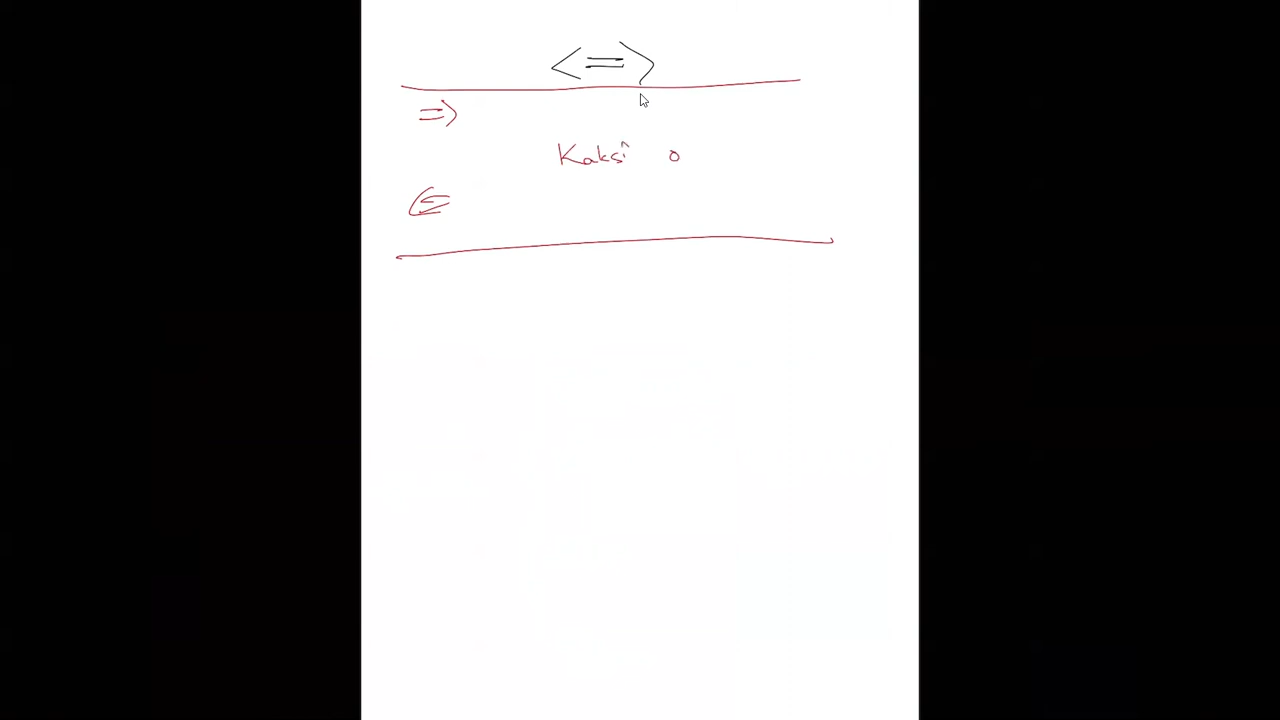 <=>
=>
Kaksi o
<=